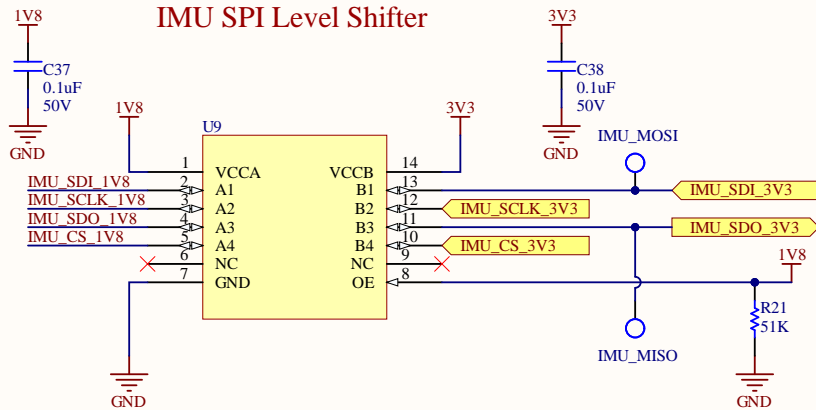 IMU SPI Level Shifter
1V8
C37
0.1uF
50V
GND
3V3
C38
0.1uF
50V
GND
1V8
U9
3V3
IMU_MOSI
1 VCCA VCCB 14
IMU_SDI_1V8 2 A1 B1 13 IMU_SDI_3V3
IMU_SCLK_1V8 3 A2 B2 12 IMU_SCLK_3V3
IMU_SDO_1V8 4 A3 B3 11 IMU_SDO_3V3
IMU_CS_1V8 5 A4 B4 10 IMU_CS_3V3
6 NC NC 9
7 GND OE 8
1V8
R21
51K
IMU_MISO
GND
GND